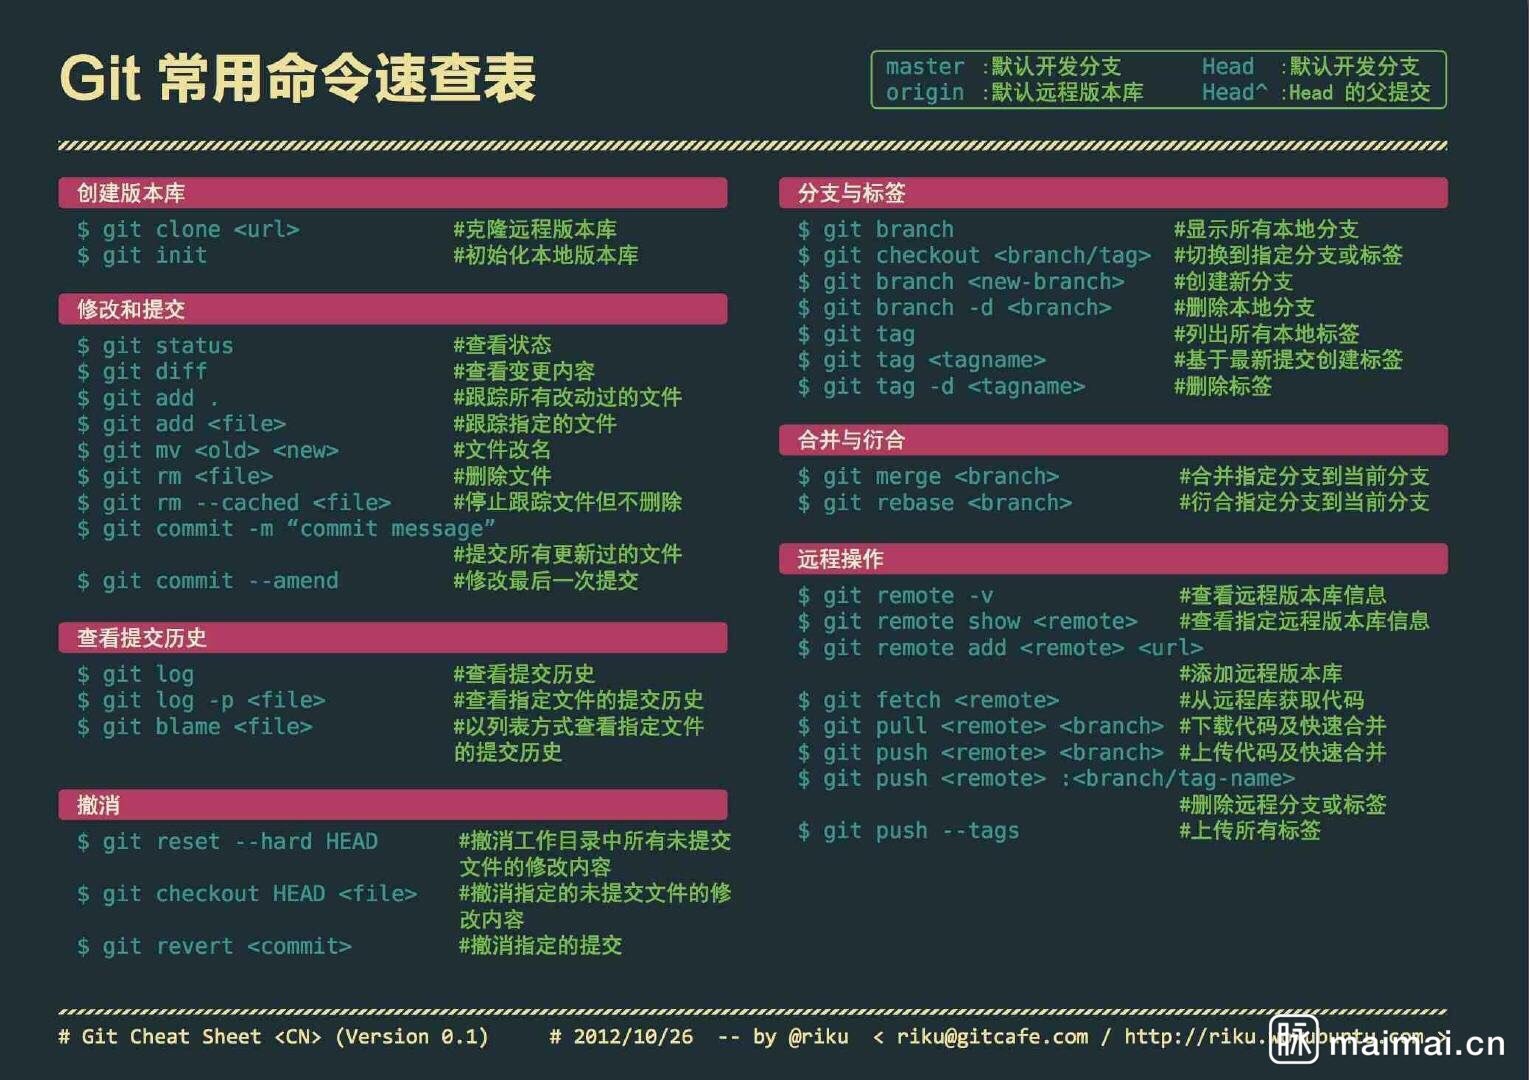 Git 常用命令速查表
master :默认开发分支 Head :默认开发分支
origin :默认远程版本库 Head^ :Head 的父提交
创建版本库
$ git clone <url> #克隆远程版本库
$ git init #初始化本地版本库
修改和提交
$ git status #查看状态
$ git diff #查看变更内容
$ git add . #跟踪所有改动过的文件
$ git add <file> #跟踪指定的文件
$ git mv <old> <new> #文件改名
$ git rm <file> #删除文件
$ git rm --cached <file> #停止跟踪文件但不删除
$ git commit -m “commit message”
#提交所有更新过的文件
$ git commit --amend #修改最后一次提交
查看提交历史
$ git log #查看提交历史
$ git log -p <file> #查看指定文件的提交历史
$ git blame <file> #以列表方式查看指定文件
的提交历史
撤消
$ git reset --hard HEAD #撤消工作目录中所有未提交
文件的修改内容
$ git checkout HEAD <file> #撤消指定的未提交文件的修
改内容
$ git revert <commit> #撤消指定的提交
分支与标签
$ git branch #显示所有本地分支
$ git checkout <branch/tag> #切换到指定分支或标签
$ git branch <new-branch> #创建新分支
$ git branch -d <branch> #删除本地分支
$ git tag #列出所有本地标签
$ git tag <tagname> #基于最新提交创建标签
$ git tag -d <tagname> #删除标签
合并与衍合
$ git merge <branch> #合并指定分支到当前分支
$ git rebase <branch> #衍合指定分支到当前分支
远程操作
$ git remote -v #查看远程版本库信息
$ git remote show <remote> #查看指定远程版本库信息
$ git remote add <remote> <url>
#添加远程版本库
$ git fetch <remote> #从远程库获取代码
$ git pull <remote> <branch> #下载代码及快速合并
$ git push <remote> <branch> #上传代码及快速合并
$ git push <remote> :<branch/tag-name>
#删除远程分支或标签
$ git push --tags #上传所有标签
# Git Cheat Sheet <CN> (Version 0.1) # 2012/10/26 -- by @riku < riku@gitcafe.com / http://riku.
脉 maimai.cn